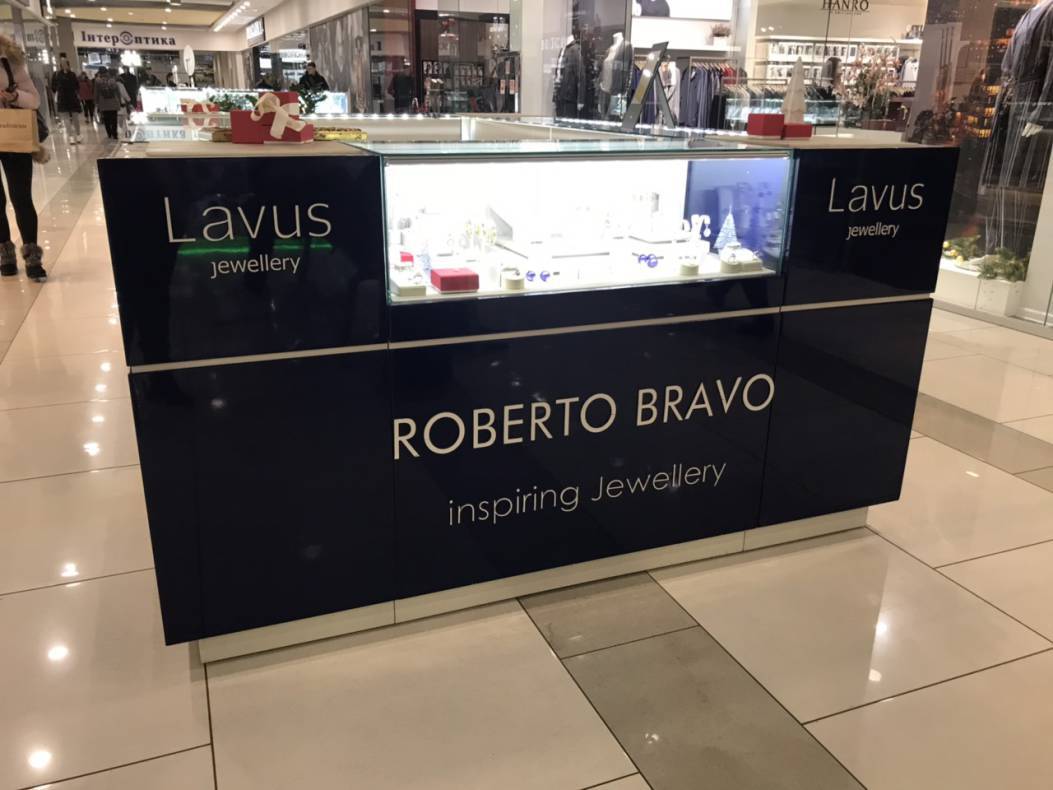 ІнтерОптика
HANRO
Lavus
jewellery
Lavus
jewellery
ROBERTO BRAVO
inspiring Jewellery